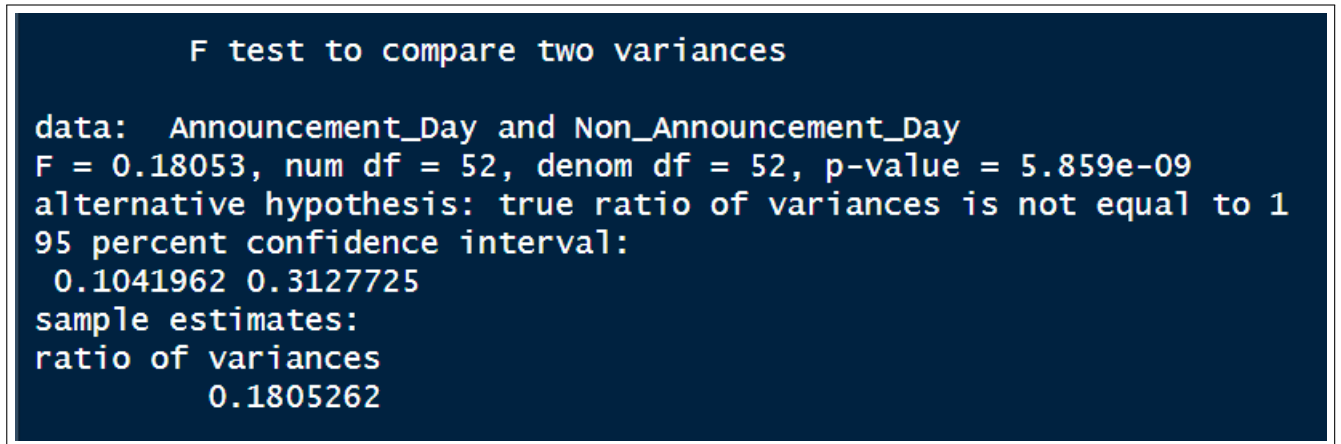 F test to compare two variances
data: Announcement_Day and Non_Announcement_Day
F = 0.18053, num df = 52, denom df = 52, p-value = 5.859e-09
alternative hypothesis: true ratio of variances is not equal to 1
95 percent confidence interval:
0.1041962 0.3127725
sample estimates:
ratio of variances
0.1805262